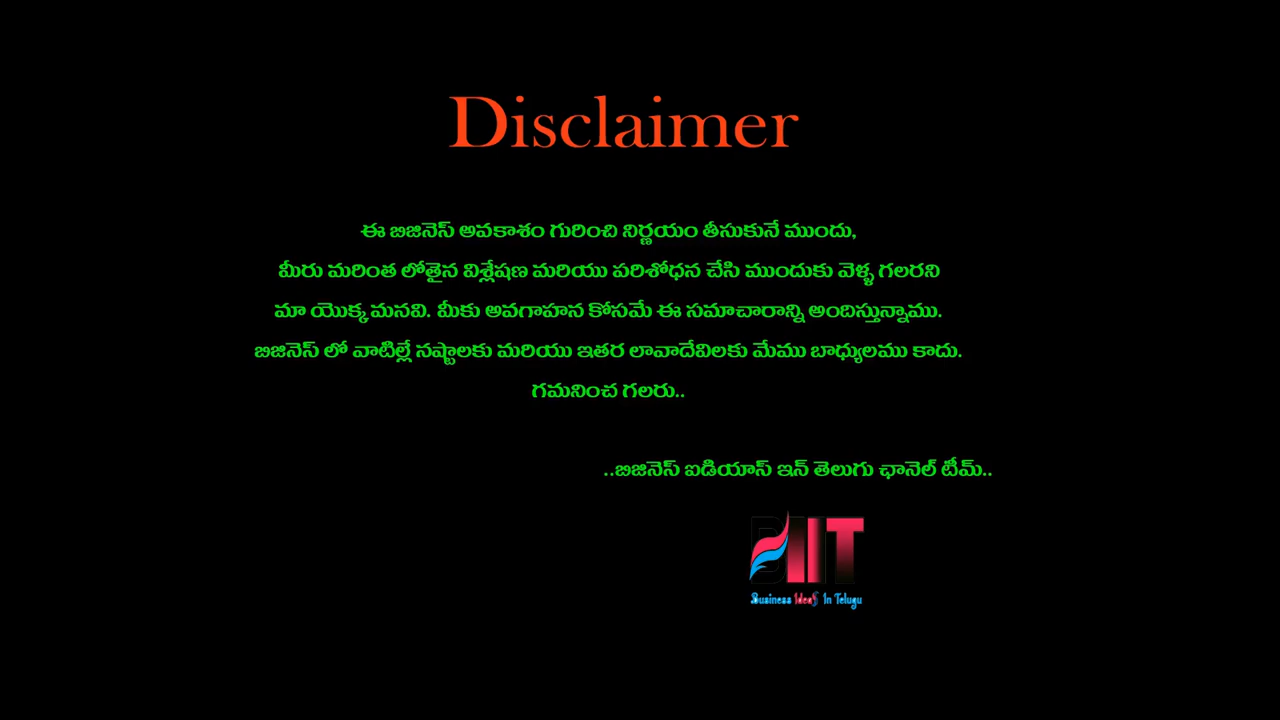 Disclaimer
ఈ బిజినెస్ అవకాశం గురించి నిర్ణయం తీసుకునే ముందు,
మీరు మరింత లోతైన విశ్లేషణ మరియు పరిశోధన చేసి ముందుకు వెళ్ళ గలరని
మా యొక్క మనవి. మీకు అవగాహన కోసమే ఈ సమాచారాన్ని అందిస్తున్నాము.
బిజినెస్ లో వాటిల్లే నష్టాలకు మరియు ఇతర లావాదేవిలకు మేము బాధ్యులము కాదు.
గమనించ గలరు..
..బిజినెస్ ఐడియాస్ ఇన్ తెలుగు ఛానెల్ టీమ్..
BIIT
Business IdeaS In Telugu